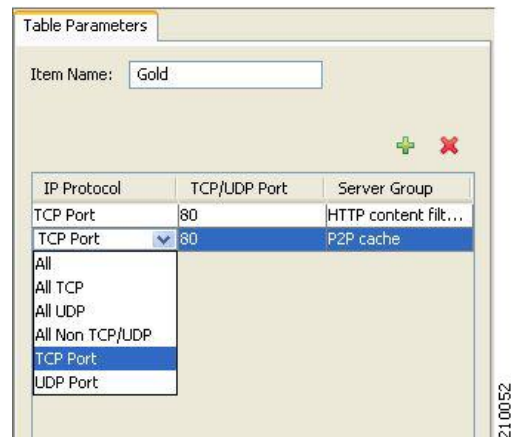 Table Parameters
Item Name: Gold
IP Protocol TCP/UDP Port Server Group
TCP Port 80 HTTP content filt...
TCP Port 80 P2P cache
All
All TCP
All UDP
All Non TCP/UDP
TCP Port
UDP Port
210052